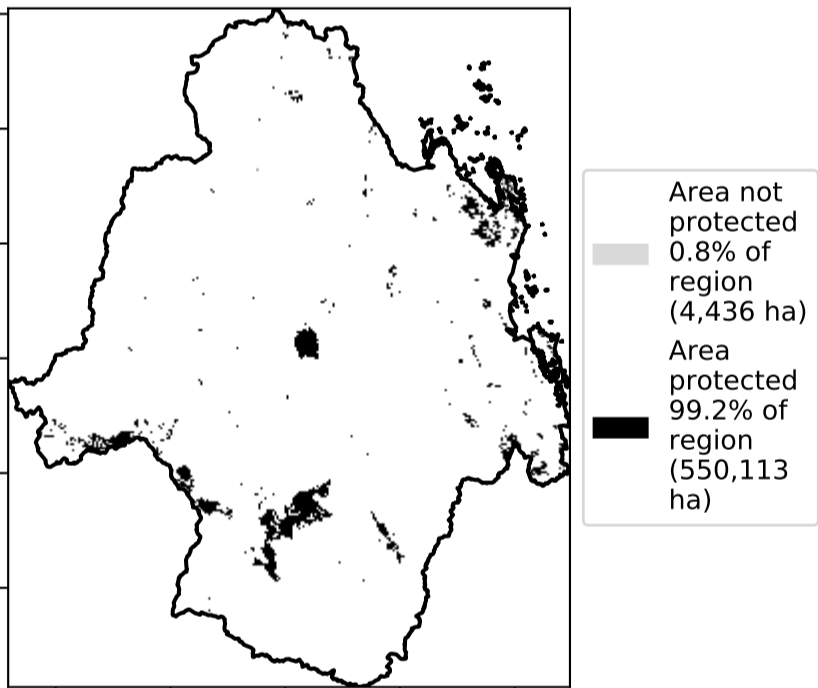 Area not
protected
0.8% of
region
(4,436 ha)
Area
protected
99.2% of
region
(550,113
ha)